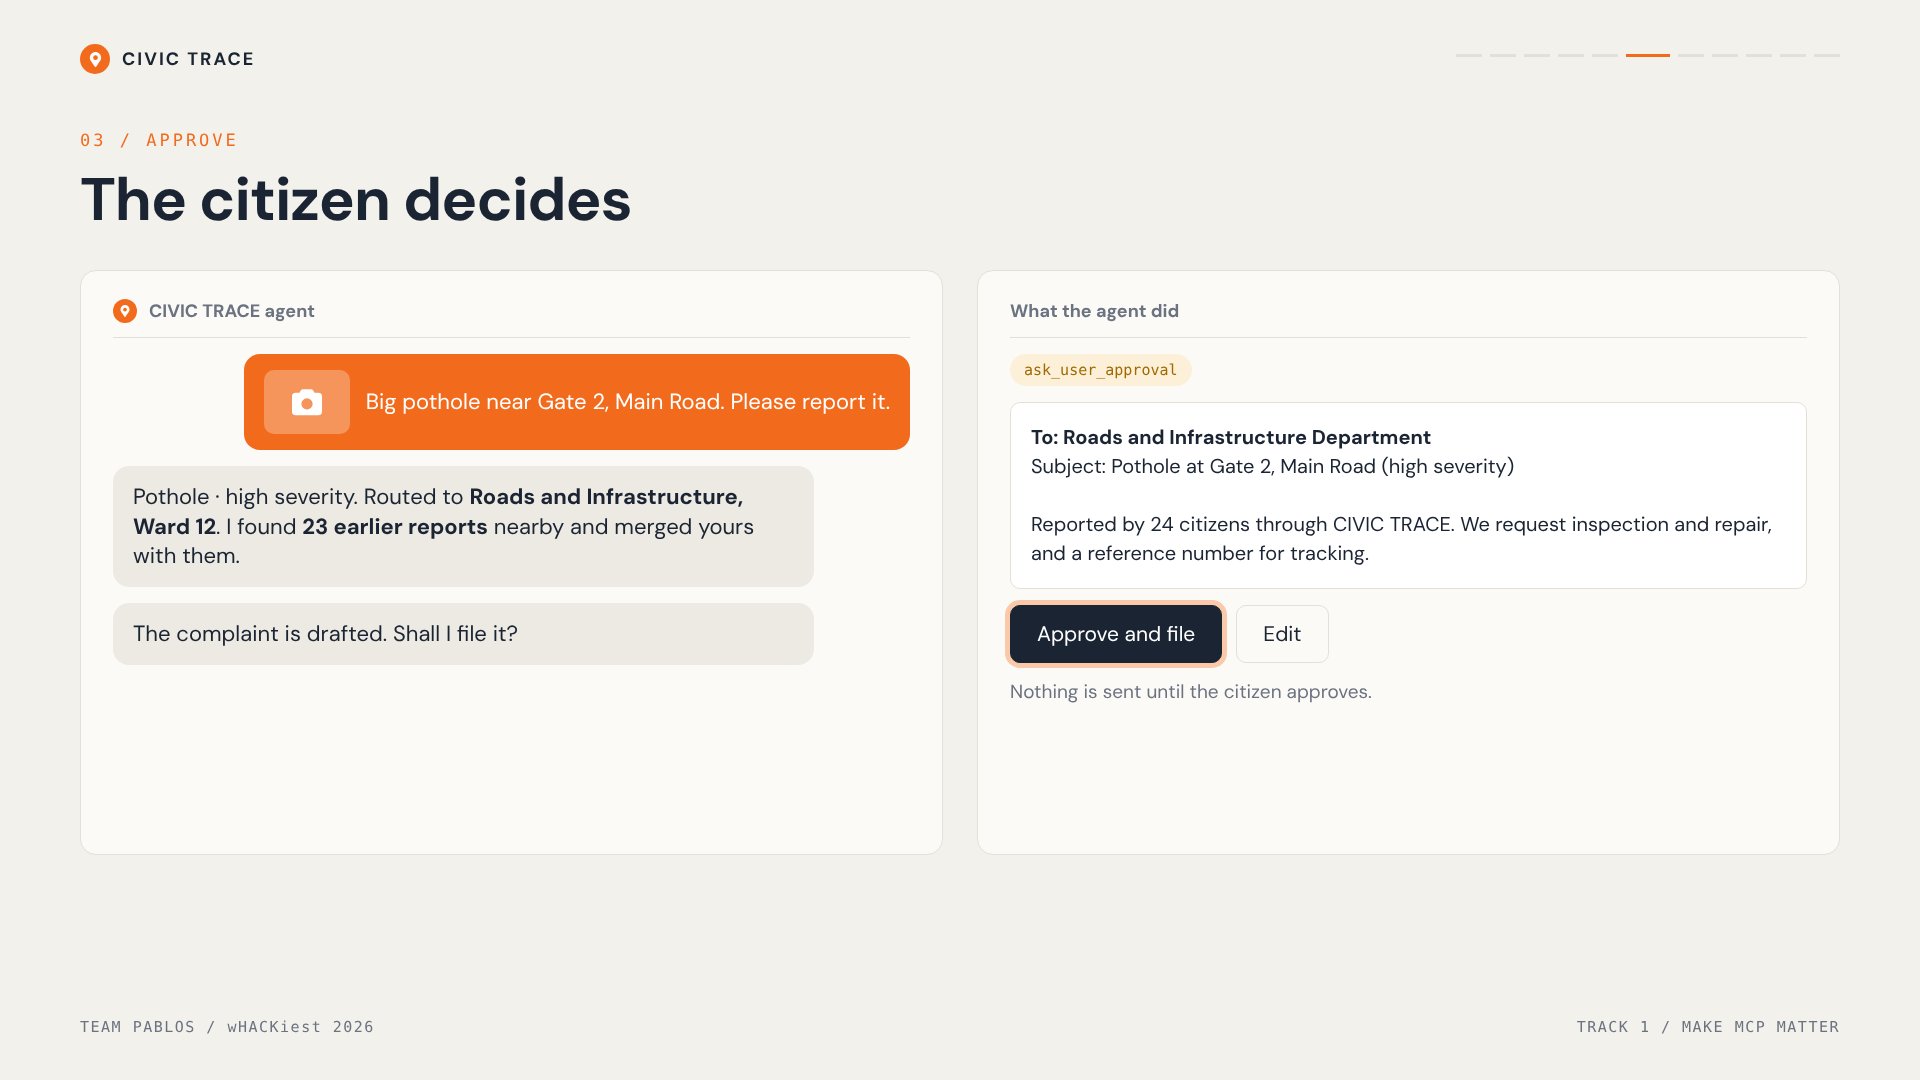 CIVIC TRACE
03 / APPROVE
The citizen decides
CIVIC TRACE agent
Big pothole near Gate 2, Main Road. Please report it.
Pothole · high severity. Routed to Roads and Infrastructure,
Ward 12. I found 23 earlier reports nearby and merged yours
with them.
The complaint is drafted. Shall I file it?
What the agent did
ask_user_approval
To: Roads and Infrastructure Department
Subject: Pothole at Gate 2, Main Road (high severity)
Reported by 24 citizens through CIVIC TRACE. We request inspection and repair,
and a reference number for tracking.
Approve and file
Edit
Nothing is sent until the citizen approves.
TEAM PABLOS / wHACKiest 2026
TRACK 1 / MAKE MCP MATTER